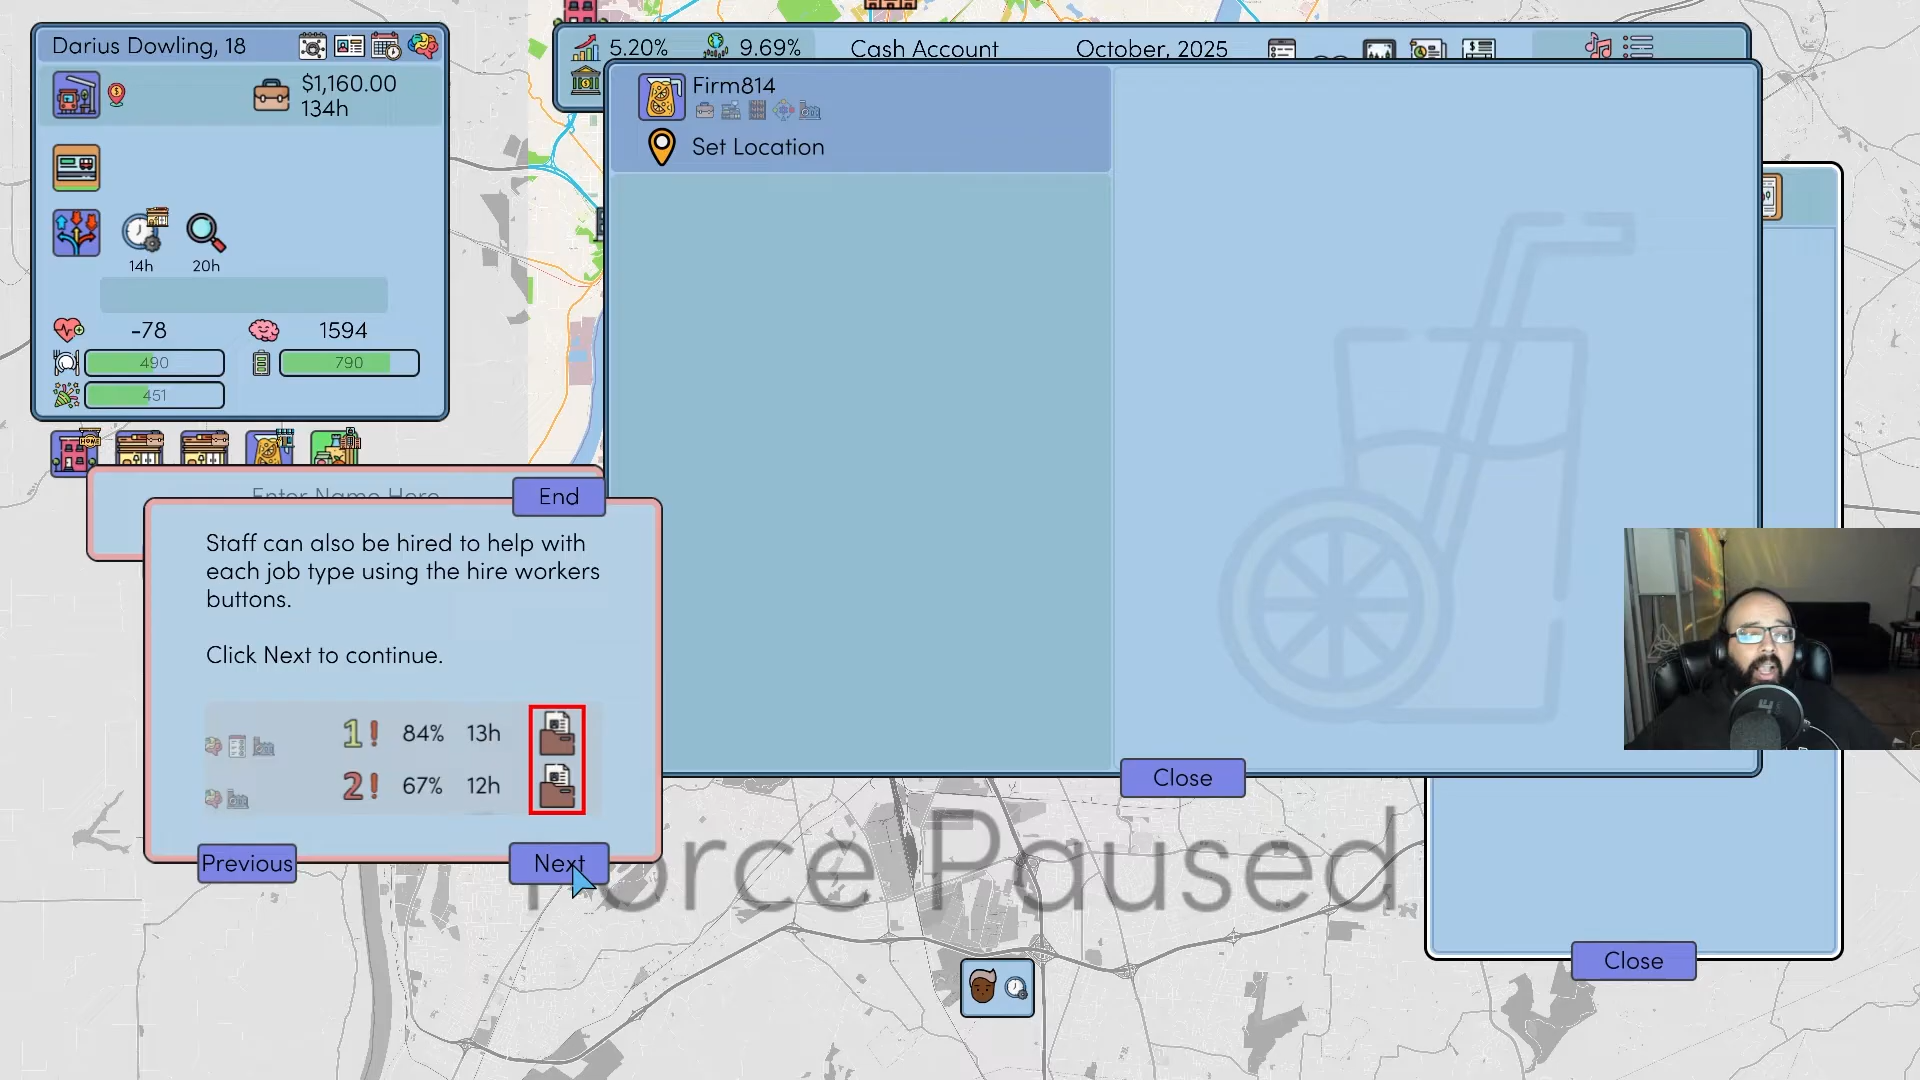 Darius Dowling, 18
$1,160.00
134h
14h
20h
-78
1594
490
790
451
5.20%
9.69%
Cash Account
October, 2025
Firm814
Set Location
Enter Name Here
End
Staff can also be hired to help with
each job type using the hire workers
buttons.
Click Next to continue.
1! 84% 13h
2! 67% 12h
Previous
Next
Close
Force Paused
Close